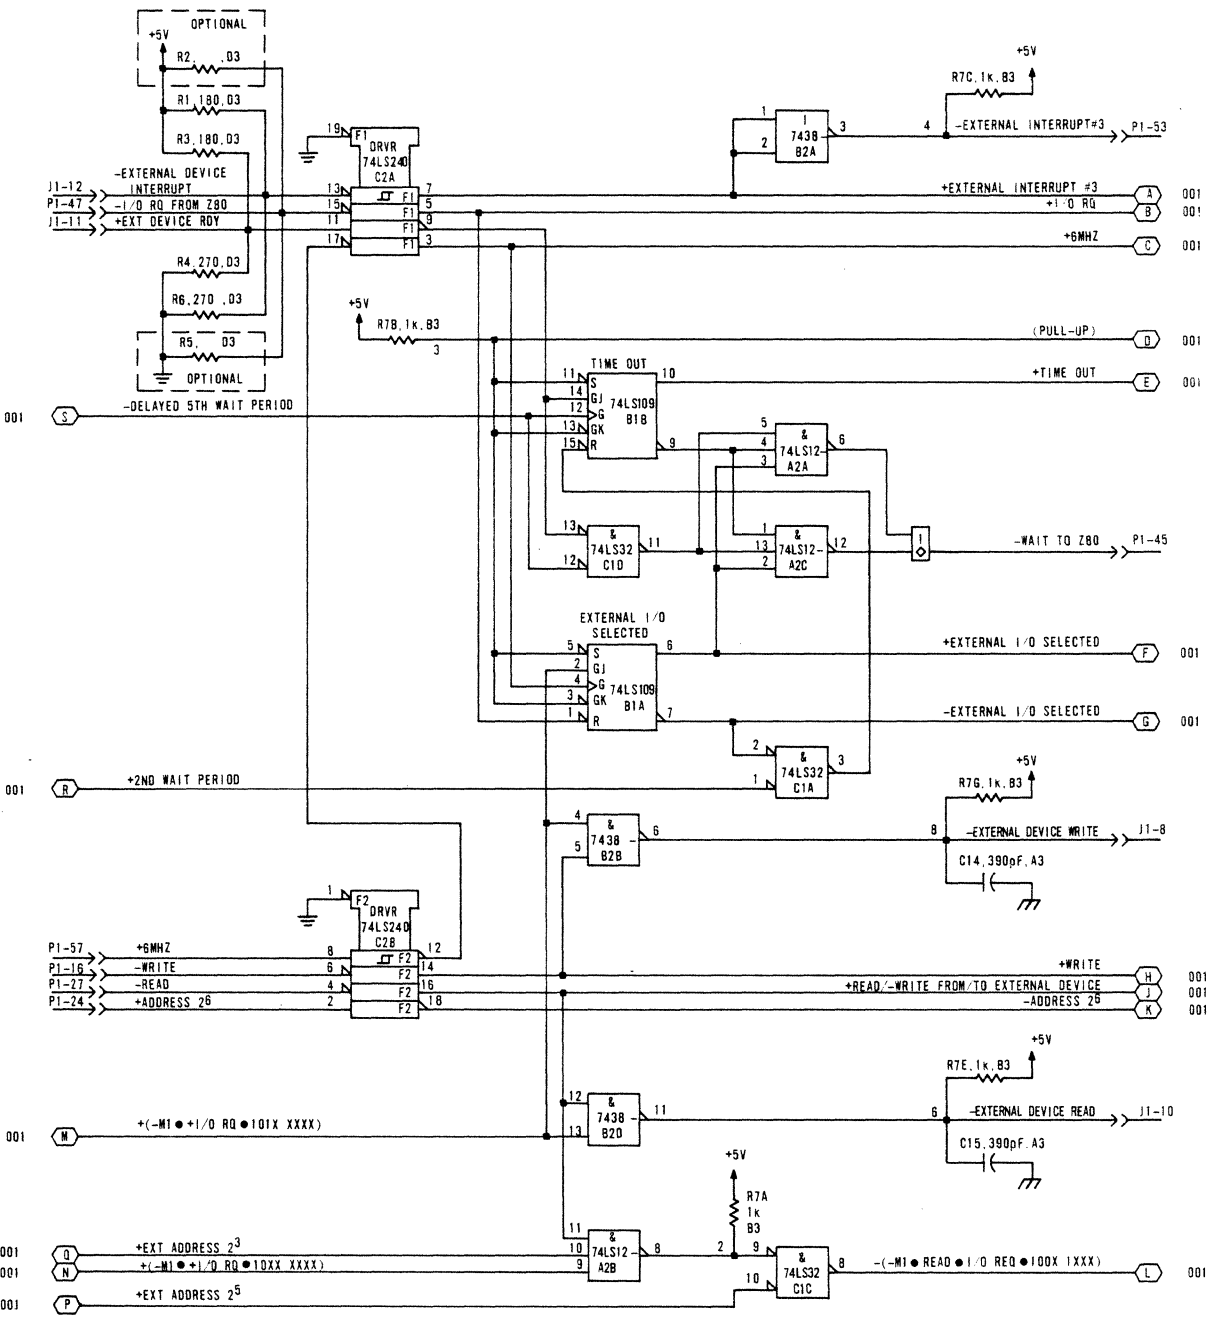 OPTIONAL
+5V
R2, ,D3
R1,180,D3
R3,180,D3
-EXTERNAL DEVICE
INTERRUPT
J1-12
P1-47
-I/O RQ FROM Z80
J1-11
+EXT DEVICE RDY
R4,270,D3
R6,270 ,D3
R5, D3
OPTIONAL
19
F1
DRVR
74LS240
C2A
13
F1
7
15
F1
5
11
F1
9
17
F1
3
+5V
R7C,1k,B3
1
2
I
7438
B2A
3
4
-EXTERNAL INTERRUPT#3
P1-53
+EXTERNAL INTERRUPT #3
A
001
+I/O RQ
B
001
+6MHZ
C
001
+5V
R7B,1k,B3
3
(PULL-UP)
D
001
TIME OUT
11
S
10
14
GJ
12
G
74LS109
13
GK
B1B
15
R
9
+TIME OUT
E
001
001
S
-DELAYED 5TH WAIT PERIOD
5
4
3
&
74LS12
A2A
6
13
12
&
74LS32
C1D
11
1
13
2
&
74LS12
A2C
12
1
-WAIT TO Z80
P1-45
EXTERNAL I/O
SELECTED
5
S
6
2
GJ
4
G
74LS109
3
GK
B1A
1
R
7
+EXTERNAL I/O SELECTED
F
001
-EXTERNAL I/O SELECTED
G
001
2
1
&
74LS32
C1A
3
001
R
+2ND WAIT PERIOD
+5V
R7G,1k,B3
4
5
&
7438
B2B
6
8
-EXTERNAL DEVICE WRITE
J1-8
C14,390pF,A3
1
F2
DRVR
74LS240
C2B
P1-57
+6MHZ
8
F2
12
P1-16
-WRITE
6
F2
14
+WRITE
H
001
P1-27
-READ
4
F2
16
+READ/-WRITE FROM/TO EXTERNAL DEVICE
J
001
P1-24
+ADDRESS 2⁶
2
F2
18
-ADDRESS 2⁶
K
001
+5V
R7E,1k,B3
12
13
&
7438
B2D
11
6
-EXTERNAL DEVICE READ
J1-10
C15,390pF,A3
001
M
+(-M1●+I/O RQ●101X XXXX)
+5V
R7A
1k
B3
001
Q
+EXT ADDRESS 2³
001
N
+(-M1●+I/O RQ●10XX XXXX)
001
P
+EXT ADDRESS 2⁵
11
10
9
&
74LS12
A2B
8
2
9
10
&
74LS32
C1C
8
-(-M1●READ●I/O REQ●100X 1XXX)
L
001